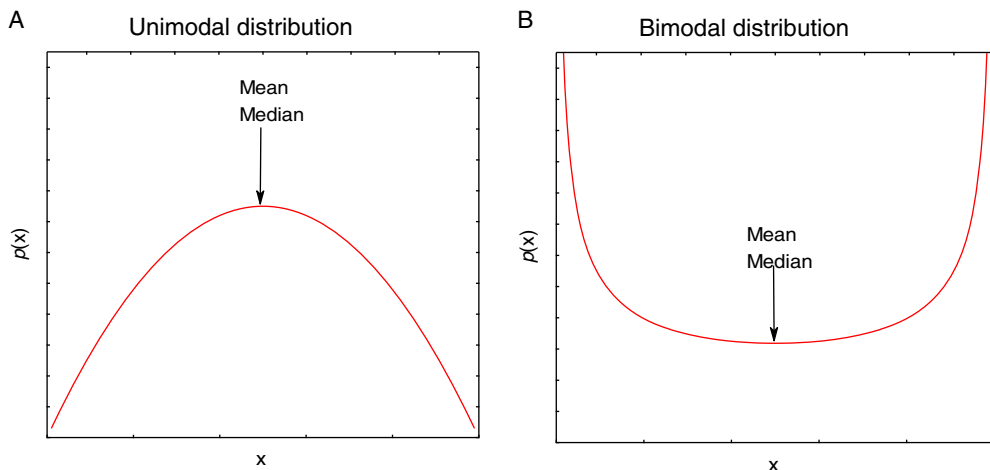 A
Unimodal distribution
Mean
Median
p(x)
x
B
Bimodal distribution
Mean
Median
p(x)
x